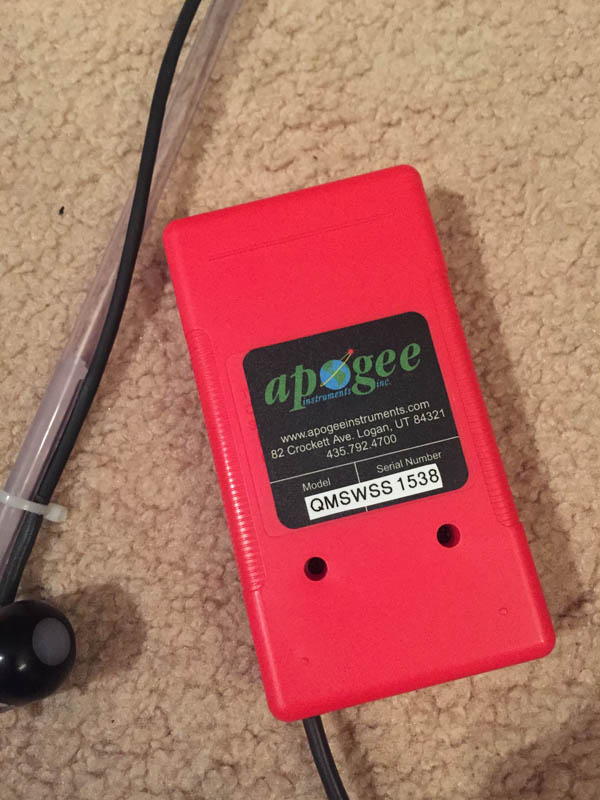 apogee
instruments inc.
www.apogeeinstruments.com
82 Crockett Ave. Logan, UT 84321
435.792.4700
Model Serial Number
QMSWSS 1538